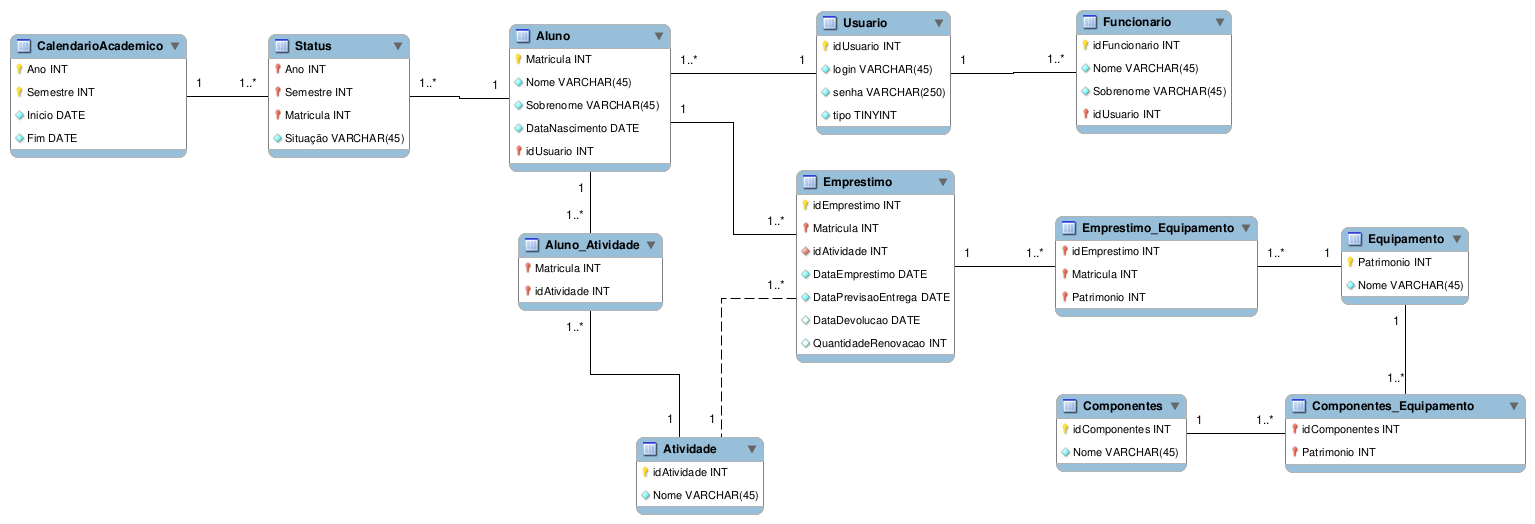 CalendarioAcademico
Ano INT
Semestre INT
Inicio DATE
Fim DATE
1
1..*
Status
Ano INT
Semestre INT
Matricula INT
Situação VARCHAR(45)
1..*
1
Aluno
Matricula INT
Nome VARCHAR(45)
Sobrenome VARCHAR(45)
DataNascimento DATE
idUsuario INT
1..*
1
Usuario
idUsuario INT
login VARCHAR(45)
senha VARCHAR(250)
tipo TINYINT
1
1..*
Funcionario
idFuncionario INT
Nome VARCHAR(45)
Sobrenome VARCHAR(45)
idUsuario INT
1
1..*
Emprestimo
idEmprestimo INT
Matricula INT
idAtividade INT
DataEmprestimo DATE
DataPrevisaoEntrega DATE
DataDevolucao DATE
QuantidadeRenovacao INT
1
1..*
Emprestimo_Equipamento
idEmprestimo INT
Matricula INT
Patrimonio INT
1..*
1
Equipamento
Patrimonio INT
Nome VARCHAR(45)
1
1..*
Aluno_Atividade
Matricula INT
idAtividade INT
1..*
1
1..*
1
Atividade
idAtividade INT
Nome VARCHAR(45)
1
1..*
Componentes
idComponentes INT
Nome VARCHAR(45)
1
1..*
Componentes_Equipamento
idComponentes INT
Patrimonio INT